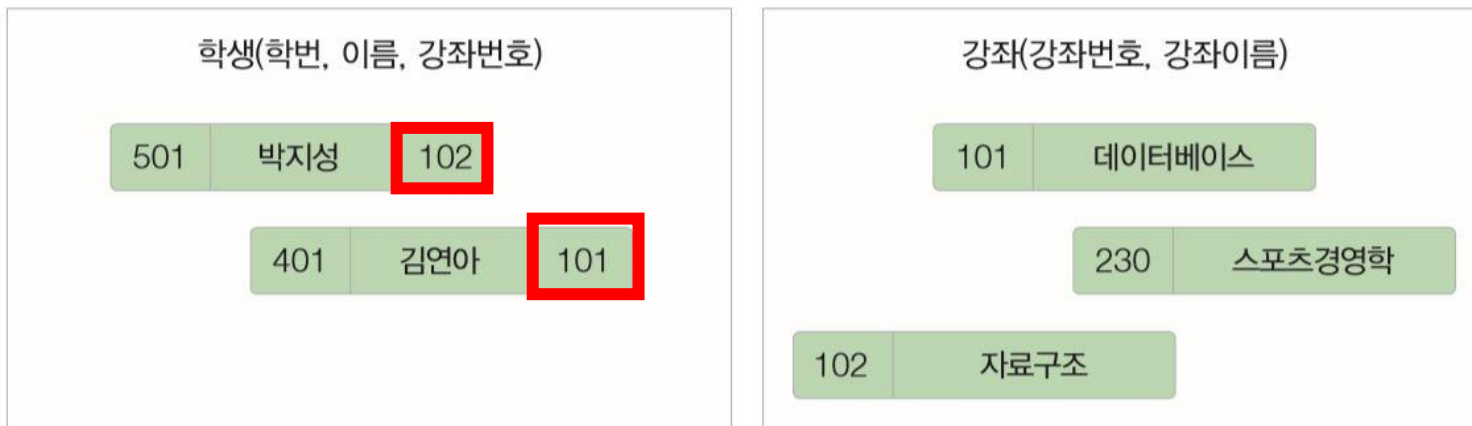 학생(학번, 이름, 강좌번호)
501 박지성 102
401 김연아 101
강좌(강좌번호, 강좌이름)
101 데이터베이스
230 스포츠경영학
102 자료구조